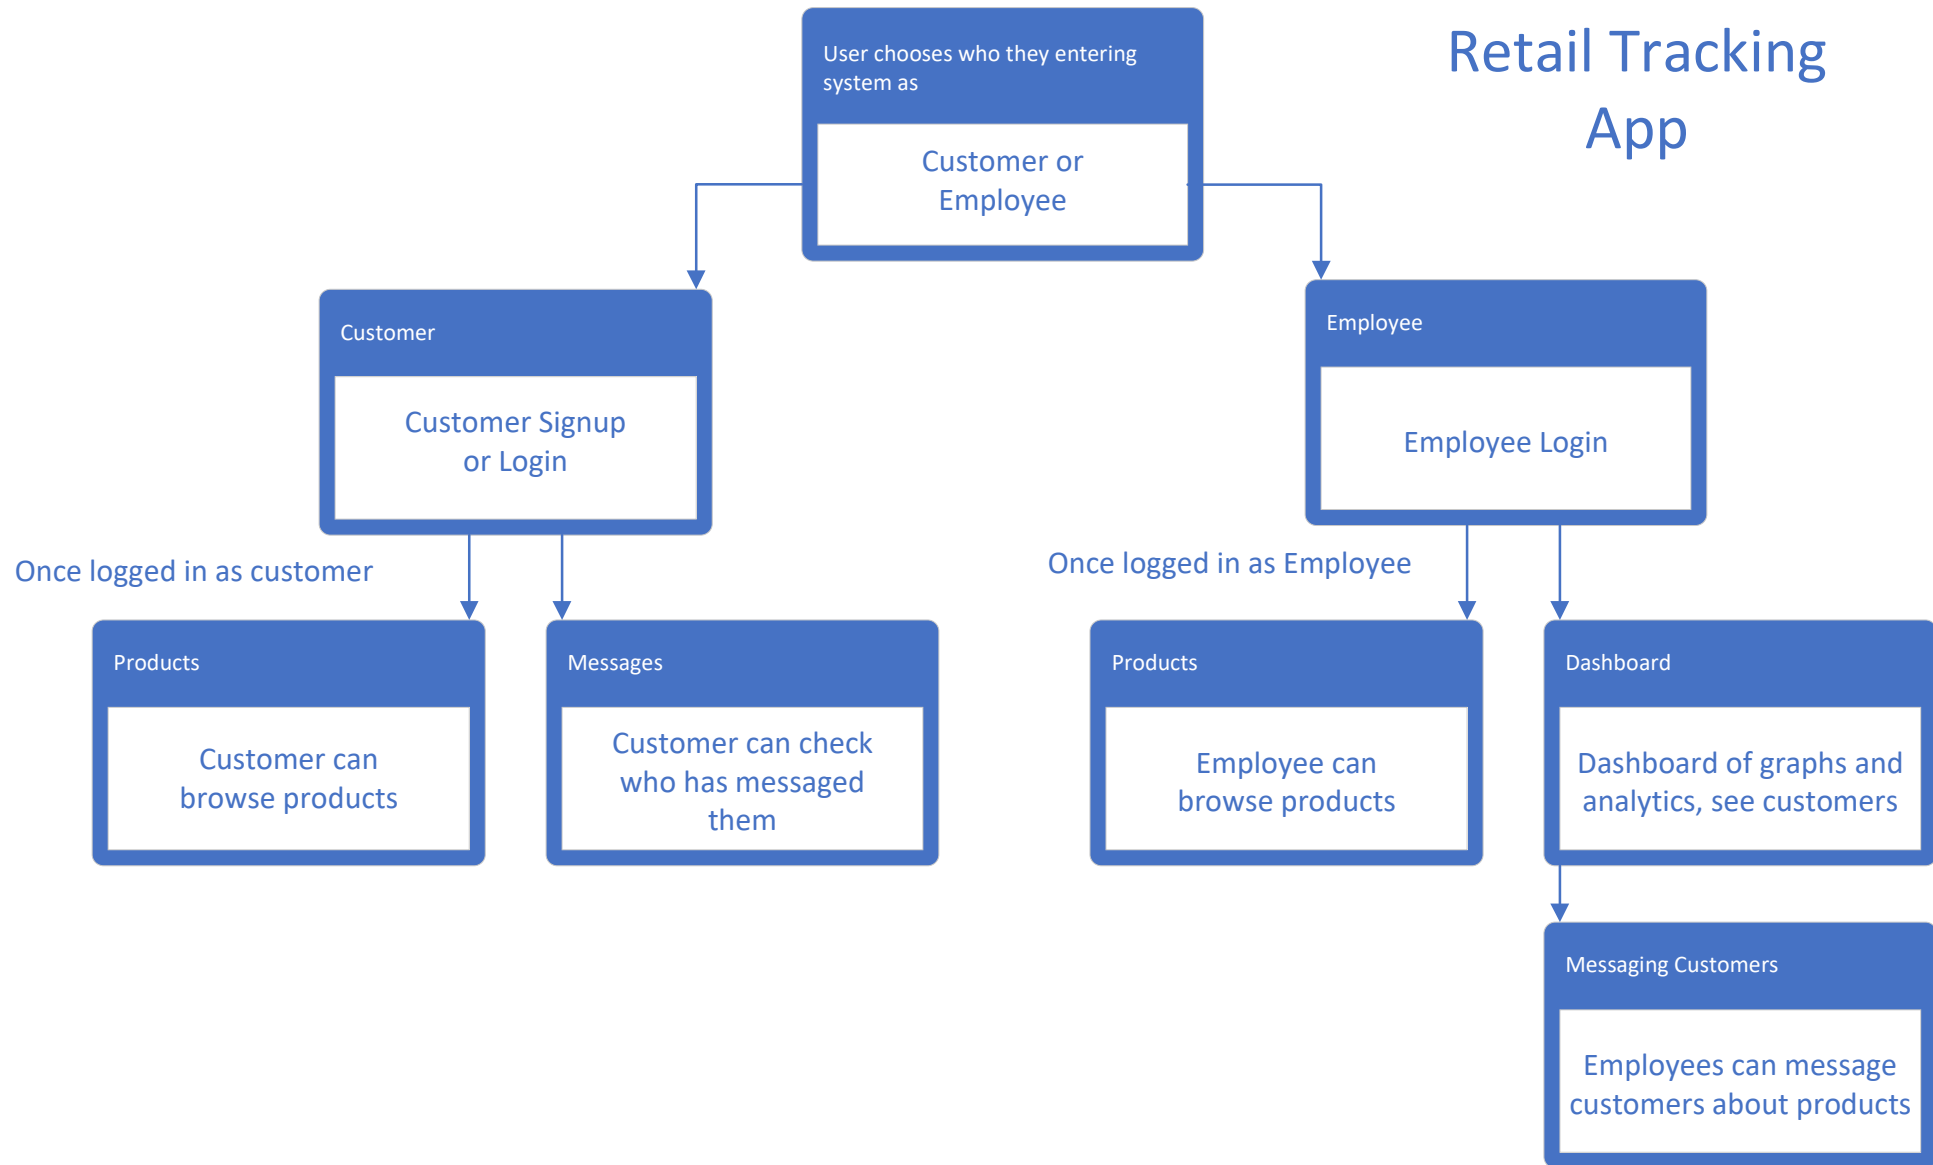 Retail Tracking
App
User chooses who they entering
system as
Customer or
Employee
Customer
Customer Signup
or Login
Employee
Employee Login
Once logged in as customer
Once logged in as Employee
Products
Customer can
browse products
Messages
Customer can check
who has messaged
them
Products
Employee can
browse products
Dashboard
Dashboard of graphs and
analytics, see customers
Messaging Customers
Employees can message
customers about products